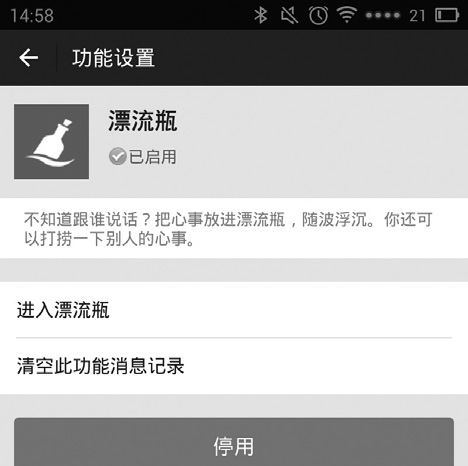 14:58 21
功能设置
漂流瓶
已启用
不知道跟谁说话？把心事放进漂流瓶，随波浮沉。你还可
以打捞一下别人的心事。
进入漂流瓶
清空此功能消息记录
停用